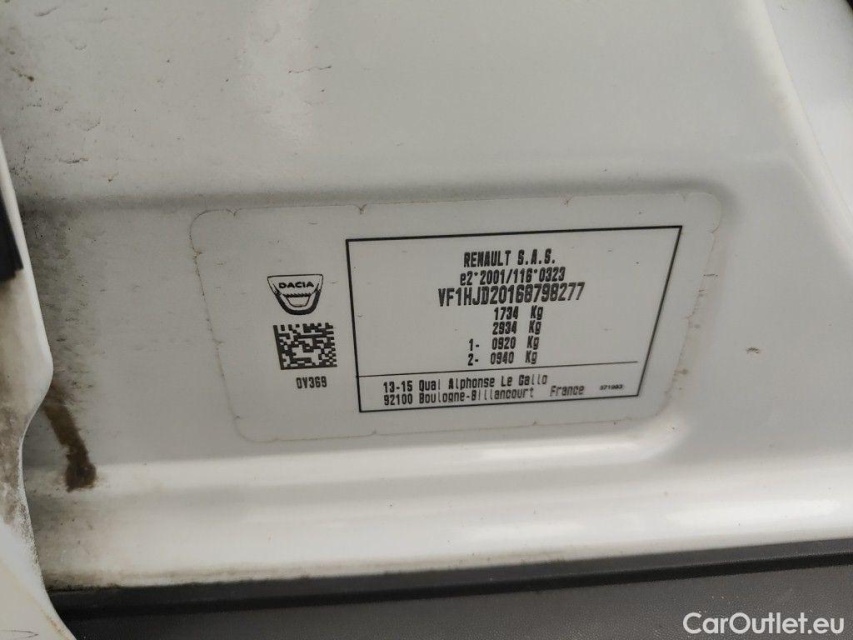 RENAULT S.A.S.
e2*2001/116*0323
VF1HJD20168798277
1734 Kg
2934 Kg
1- 0920 Kg
2- 0940 Kg
DACIA
OV369
13-15 Quai Alphonse Le Gallo
92100 Boulogne-Billancourt France
CarOutlet.eu